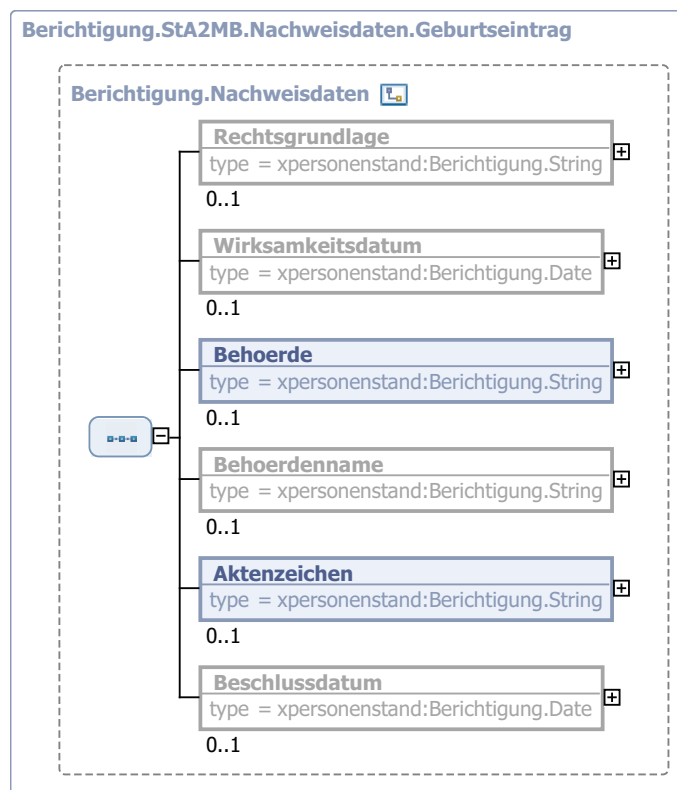 Berichtigung.StA2MB.Nachweisdaten.Geburtseintrag
Berichtigung.Nachweisdaten
Rechtsgrundlage
type = xpersonenstand:Berichtigung.String
0..1
Wirksamkeitsdatum
type = xpersonenstand:Berichtigung.Date
0..1
Behoerde
type = xpersonenstand:Berichtigung.String
0..1
Behoerdenname
type = xpersonenstand:Berichtigung.String
0..1
Aktenzeichen
type = xpersonenstand:Berichtigung.String
0..1
Beschlussdatum
type = xpersonenstand:Berichtigung.Date
0..1